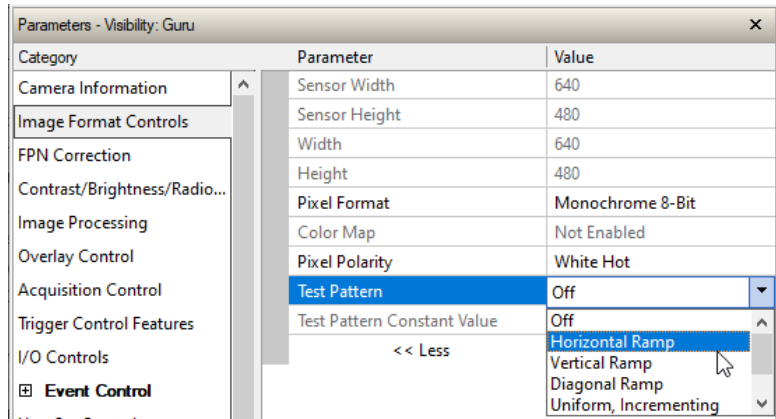 Parameters - Visibility: Guru
Category Parameter Value
Camera Information
Image Format Controls
FPN Correction
Contrast/Brightness/Radio...
Image Processing
Overlay Control
Acquisition Control
Trigger Control Features
I/O Controls
Event Control
Sensor Width 640
Sensor Height 480
Width 640
Height 480
Pixel Format Monochrome 8-Bit
Color Map Not Enabled
Pixel Polarity White Hot
Test Pattern Off
Test Pattern Constant Value
<< Less
Off
Horizontal Ramp
Vertical Ramp
Diagonal Ramp
Uniform, Incrementing